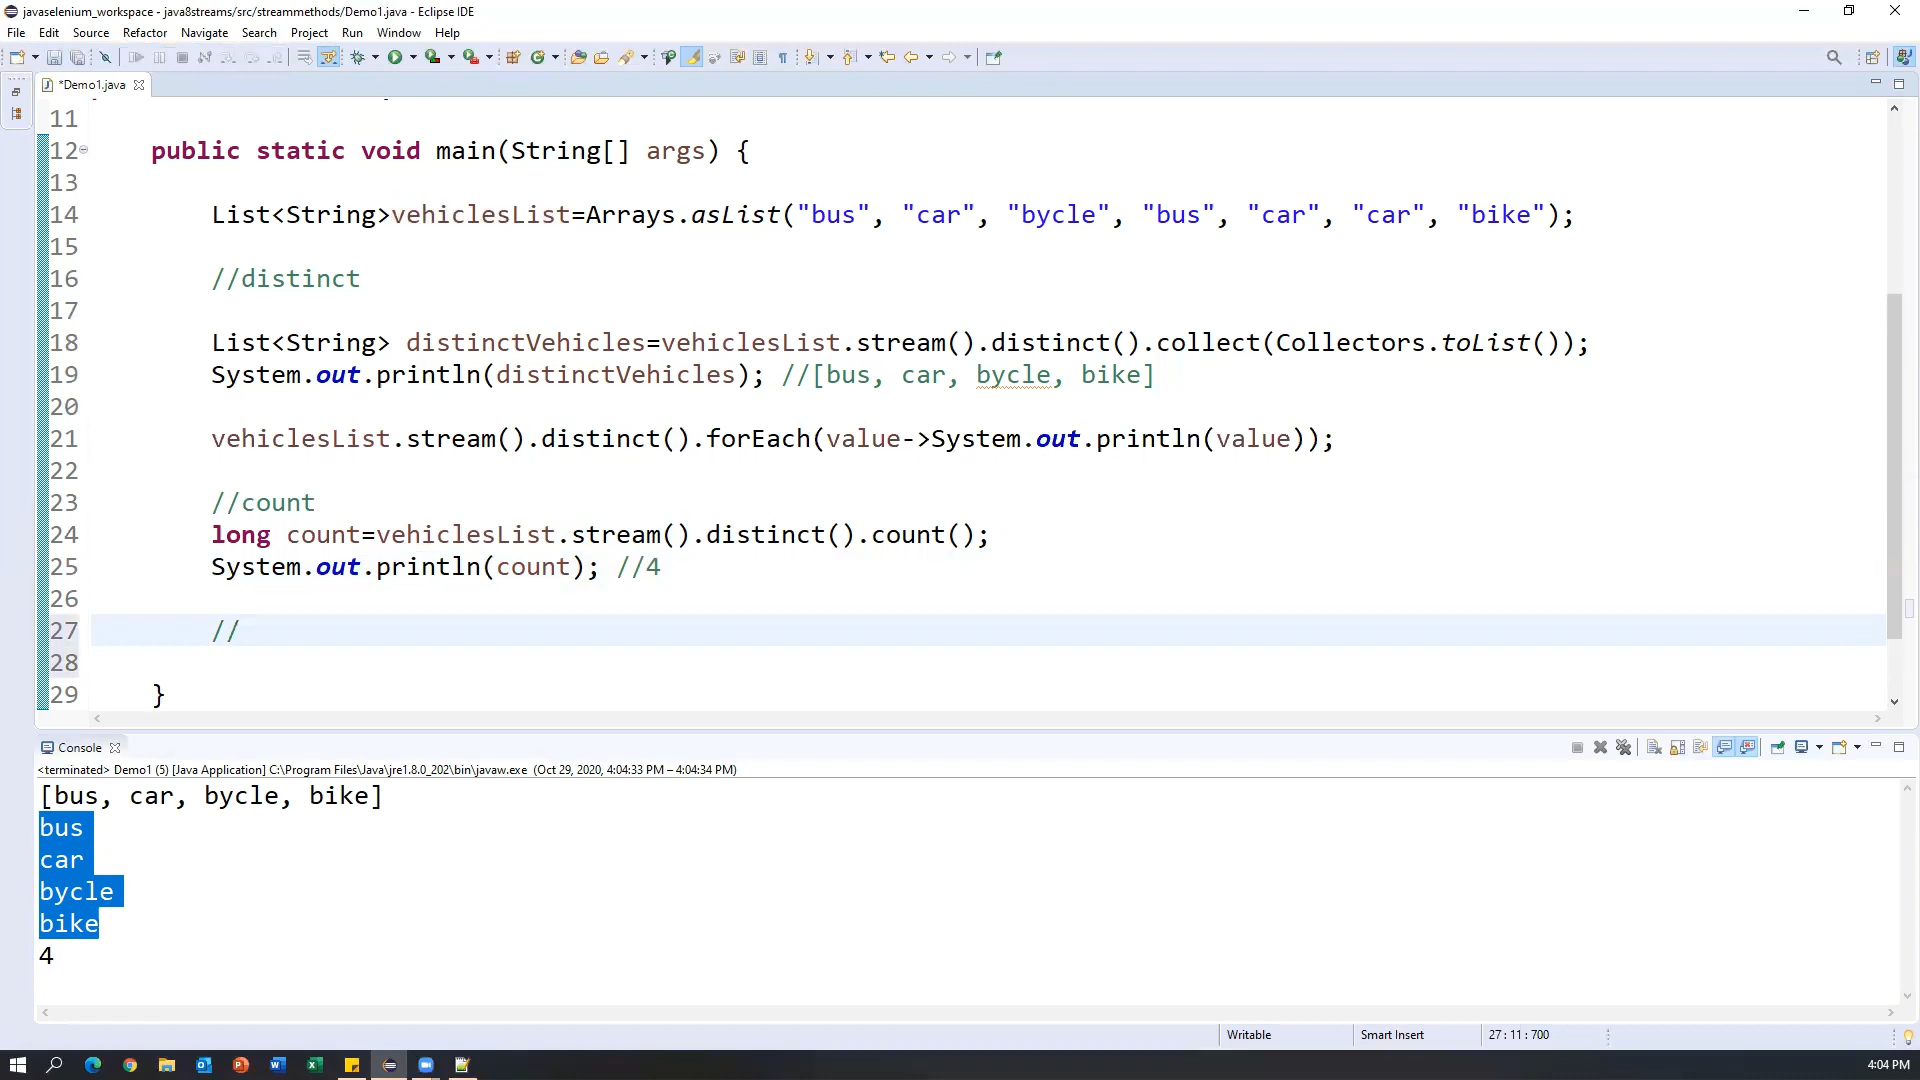 javaselenium_workspace - java8streams/src/streammethods/Demo1.java - Eclipse IDE
File Edit Source Refactor Navigate Search Project Run Window Help
*Demo1.java
11
12 public static void main(String[] args) {
13
14 List<String>vehiclesList=Arrays.asList("bus", "car", "bycle", "bus", "car", "car", "bike");
15
16 //distinct
17
18 List<String> distinctVehicles=vehiclesList.stream().distinct().collect(Collectors.toList());
19 System.out.println(distinctVehicles); //[bus, car, bycle, bike]
20
21 vehiclesList.stream().distinct().forEach(value->System.out.println(value));
22
23 //count
24 long count=vehiclesList.stream().distinct().count();
25 System.out.println(count); //4
26
27 //
28
29 }
Console
<terminated> Demo1 (5) [Java Application] C:\Program Files\Java\jre1.8.0_202\bin\javaw.exe (Oct 29, 2020, 4:04:33 PM – 4:04:34 PM)
[bus, car, bycle, bike]
bus
car
bycle
bike
4
Writable Smart Insert 27 : 11 : 700
4:04 PM